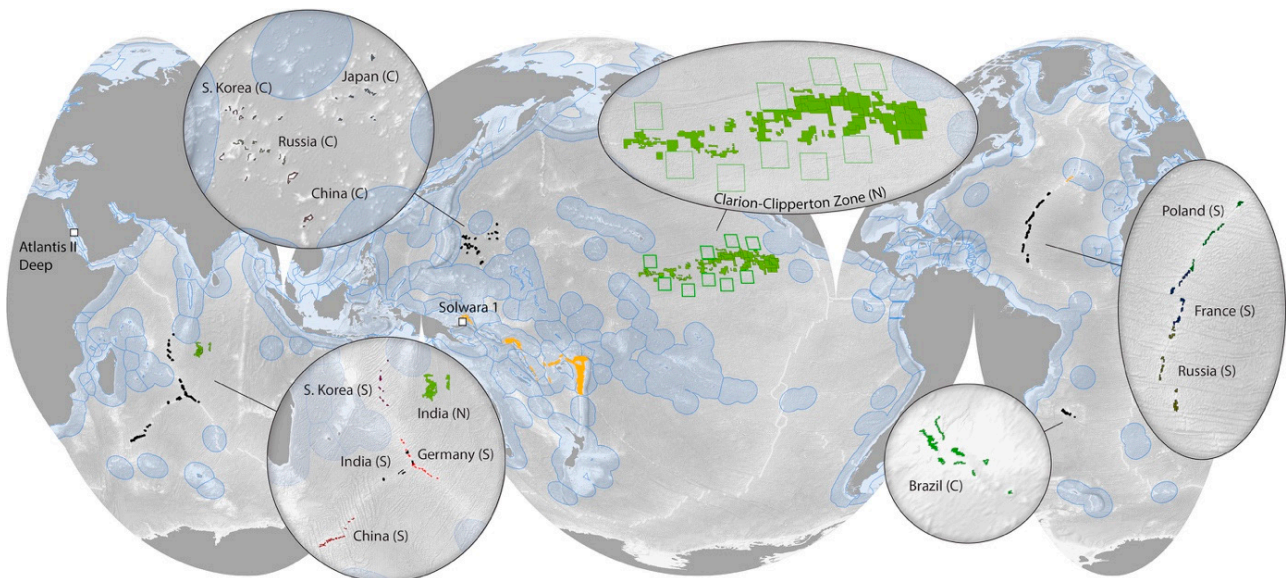 Japan (C)
S. Korea (C)
Russia (C)
China (C)
Clarion-Clipperton Zone (N)
Atlantis II
Deep
Solwara 1
Poland (S)
France (S)
Russia (S)
S. Korea (S)
India (N)
India (S)
Germany (S)
China (S)
Brazil (C)